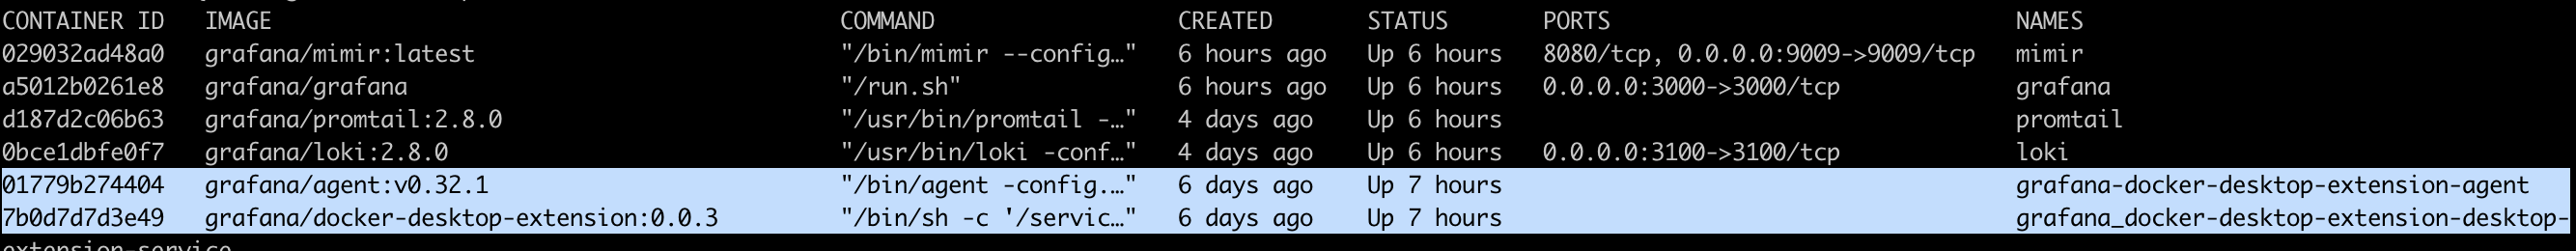 CONTAINER ID IMAGE COMMAND CREATED STATUS PORTS NAMES
029032ad48a0 grafana/mimir:latest "/bin/mimir --config…" 6 hours ago Up 6 hours 8080/tcp, 0.0.0.0:9009->9009/tcp mimir
a5012b0261e8 grafana/grafana "/run.sh" 6 hours ago Up 6 hours 0.0.0.0:3000->3000/tcp grafana
d187d2c06b63 grafana/promtail:2.8.0 "/usr/bin/promtail -…" 4 days ago Up 6 hours promtail
0bce1dbfe0f7 grafana/loki:2.8.0 "/usr/bin/loki -conf…" 4 days ago Up 6 hours 0.0.0.0:3100->3100/tcp loki
01779b274404 grafana/agent:v0.32.1 "/bin/agent -config.…" 6 days ago Up 7 hours grafana-docker-desktop-extension-agent
7b0d7d7d3e49 grafana/docker-desktop-extension:0.0.3 "/bin/sh -c '/servic…" 6 days ago Up 7 hours grafana_docker-desktop-extension-desktop-
extension-service